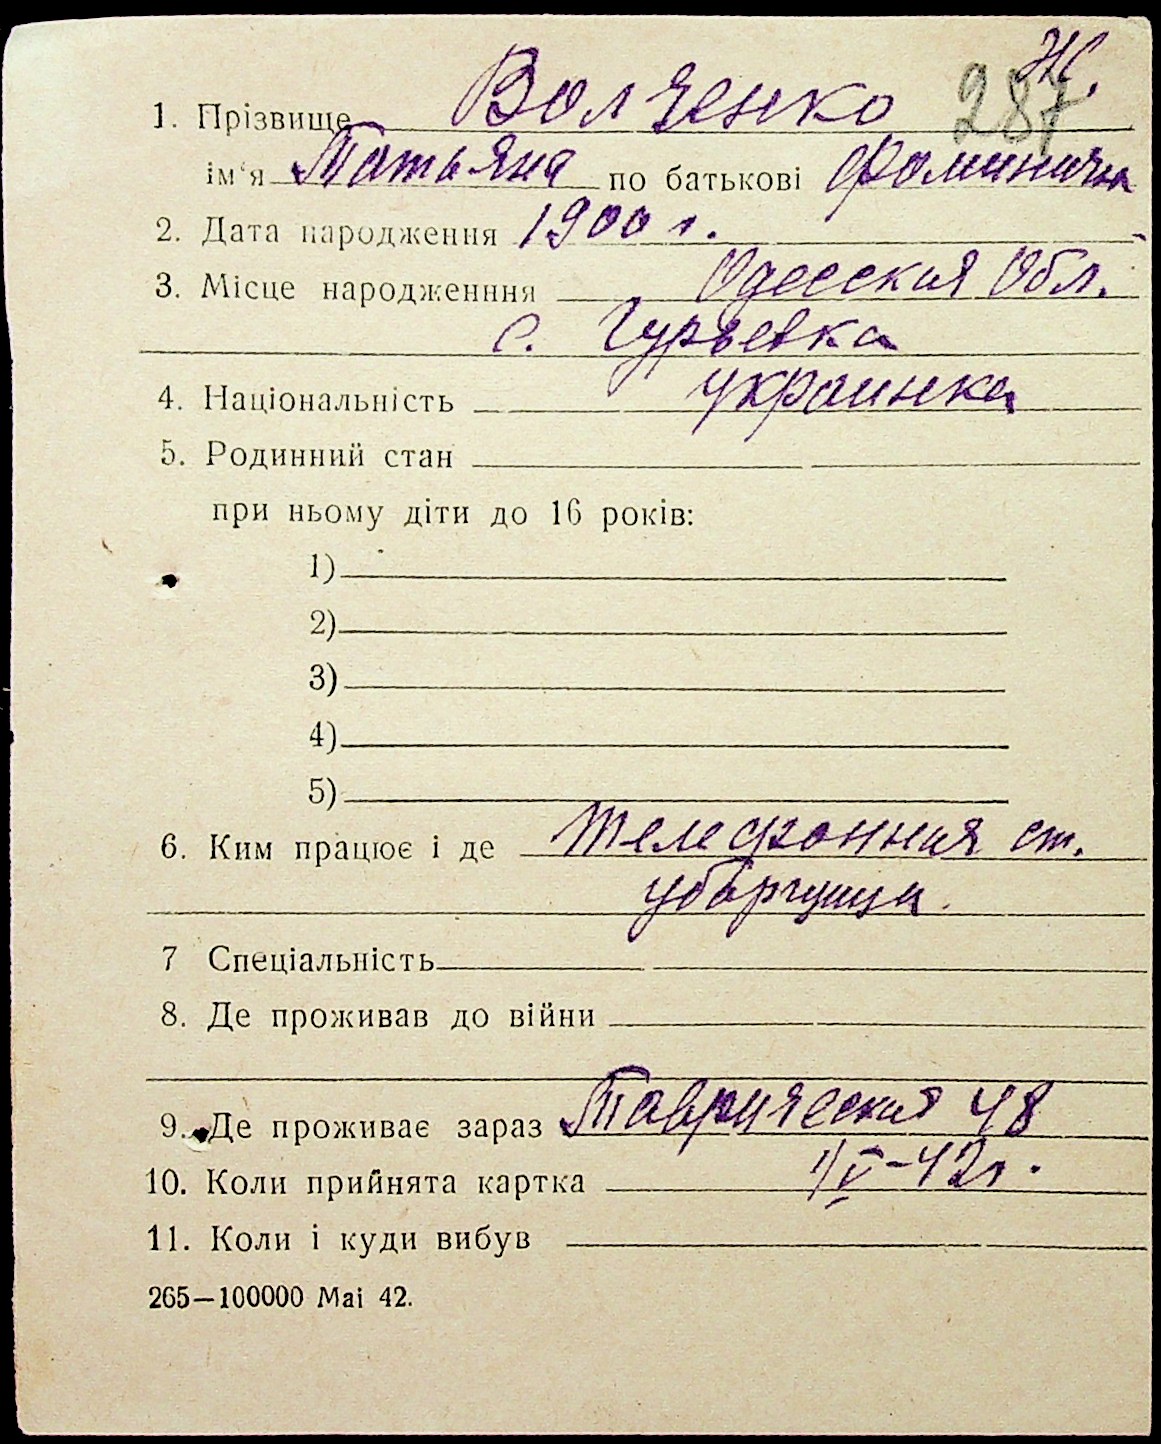 Ж.
287
1. Прізвище Волченко
ім‘я Татьяна по батькові Фоминична
2. Дата народження 1900 г.
3. Місце народженння Одесская Обл.
с. Гурьевка
4. Національність украинка
5. Родинний стан
при ньому діти до 16 років:
1)
2)
3)
4)
5)
6. Ким працює і де Телефонная ст.
уборщица.
7 Спеціальність
8. Де проживав до війни
9. Де проживає зараз Таврическая 48
10. Коли прийнята картка 1/V-42г.
11. Коли і куди вибув
265—100000 Маі 42.